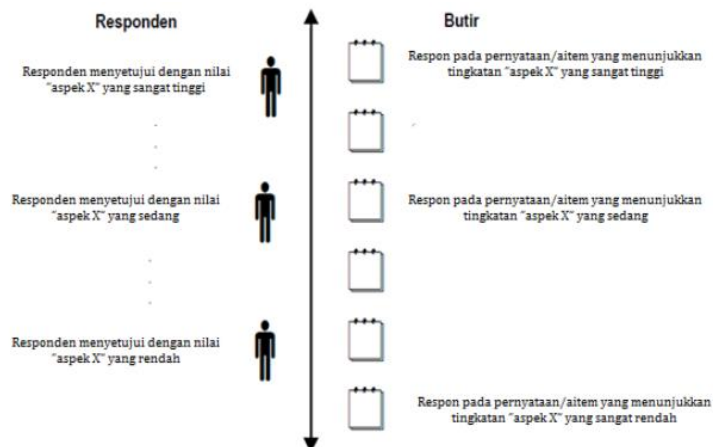 Responden
Butir
Responden menyetujui dengan nilai
"aspek X" yang sangat tinggi
Respon pada pernyataan/aitem yang menunjukkan
tingkatan "aspek X" yang sangat tinggi
Responden menyetujui dengan nilai
"aspek X" yang sedang
Respon pada pernyataan/aitem yang menunjukkan
tingkatan "aspek X" yang sedang
Responden menyetujui dengan nilai
"aspek X" yang rendah
Respon pada pernyataan/aitem yang menunjukkan
tingkatan "aspek X" yang sangat rendah